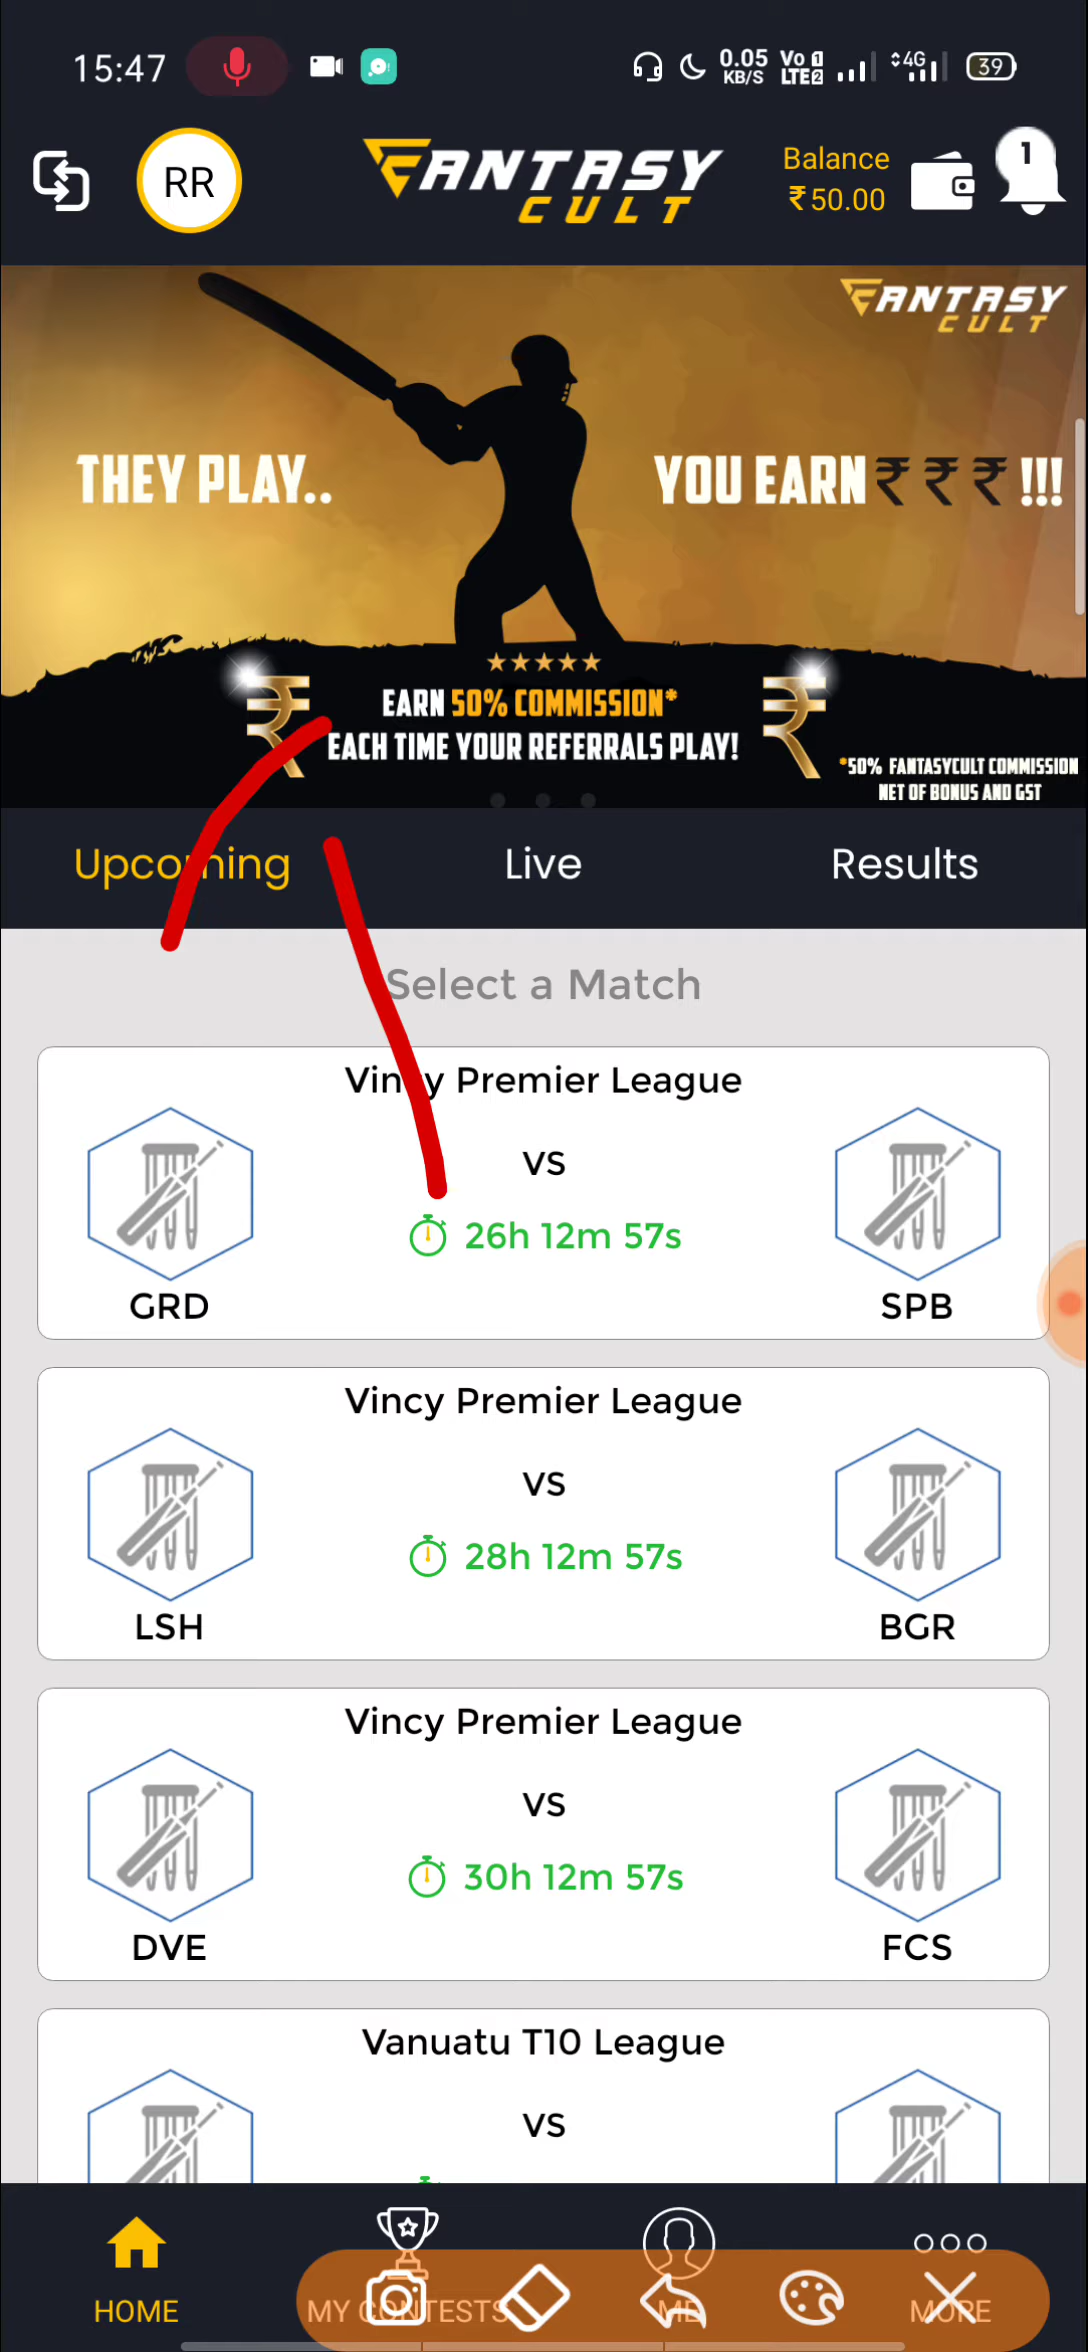 15:47
0.05 KB/S Vo 1 LTE2 4G 39
RR
FANTASY
CULT
Balance
₹50.00
1
FANTASY
CULT
THEY PLAY..
YOU EARN ₹ ₹ ₹ !!!
EARN 50% COMMISSION*
EACH TIME YOUR REFERRALS PLAY!
*50% FANTASYCULT COMMISSION
NET OF BONUS AND GST
Upcoming Live Results
Select a Match
Vincy Premier League
VS
26h 12m 57s
GRD SPB
Vincy Premier League
VS
28h 12m 57s
LSH BGR
Vincy Premier League
VS
30h 12m 57s
DVE FCS
Vanuatu T10 League
VS
HOME MY CONTESTS ME MORE